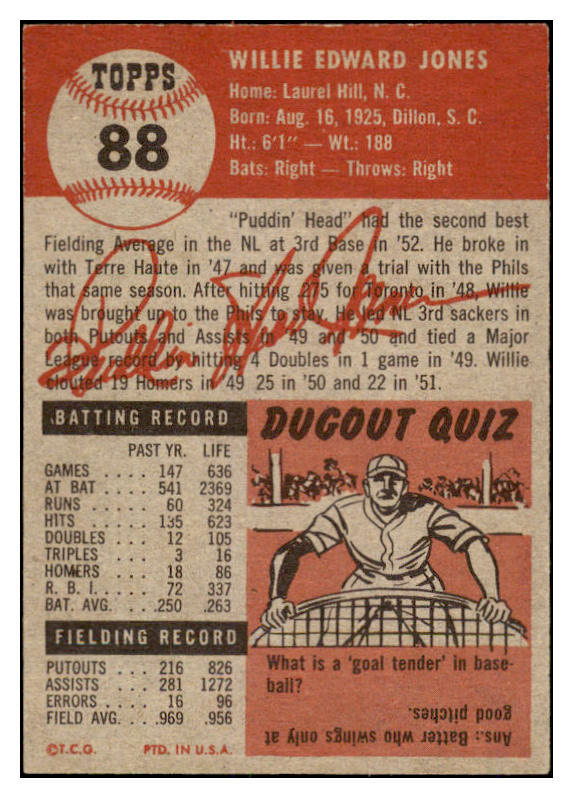 TOPPS
88
WILLIE EDWARD JONES
Home: Laurel Hill, N. C.
Born: Aug. 16, 1925, Dillon, S. C.
Ht.: 6'1" — Wt.: 188
Bats: Right — Throws: Right
"Puddin' Head" had the second best
Fielding Average in the NL at 3rd Base in '52. He broke in
with Terre Haute in '47 and was given a trial with the Phils
that same season. After hitting .275 for Toronto in '48, Willie
was brought up to the Phils to stay. He led NL 3rd sackers in
both Putouts and Assists in '49 and '50 and tied a Major
League record by hitting 4 Doubles in 1 game in '49. Willie
clouted 19 Homers in '49 25 in '50 and 22 in '51.
Puddin' Head Jones
BATTING RECORD
PAST YR. LIFE
GAMES .... 147 636
AT BAT .... 541 2369
RUNS .... 60 324
HITS .... 135 623
DOUBLES ... 12 105
TRIPLES ... 3 16
HOMERS ... 18 86
R. B. I. .... 72 337
BAT. AVG. .. .250 .263
FIELDING RECORD
PUTOUTS ... 216 826
ASSISTS ... 281 1272
ERRORS ... 16 96
FIELD AVG. ... .969 .956
©T.C.G. PTD. IN U.S.A.
DUGOUT QUIZ
What is a 'goal tender' in base-
ball?
Ans.: Batter who swings only at
good pitches.